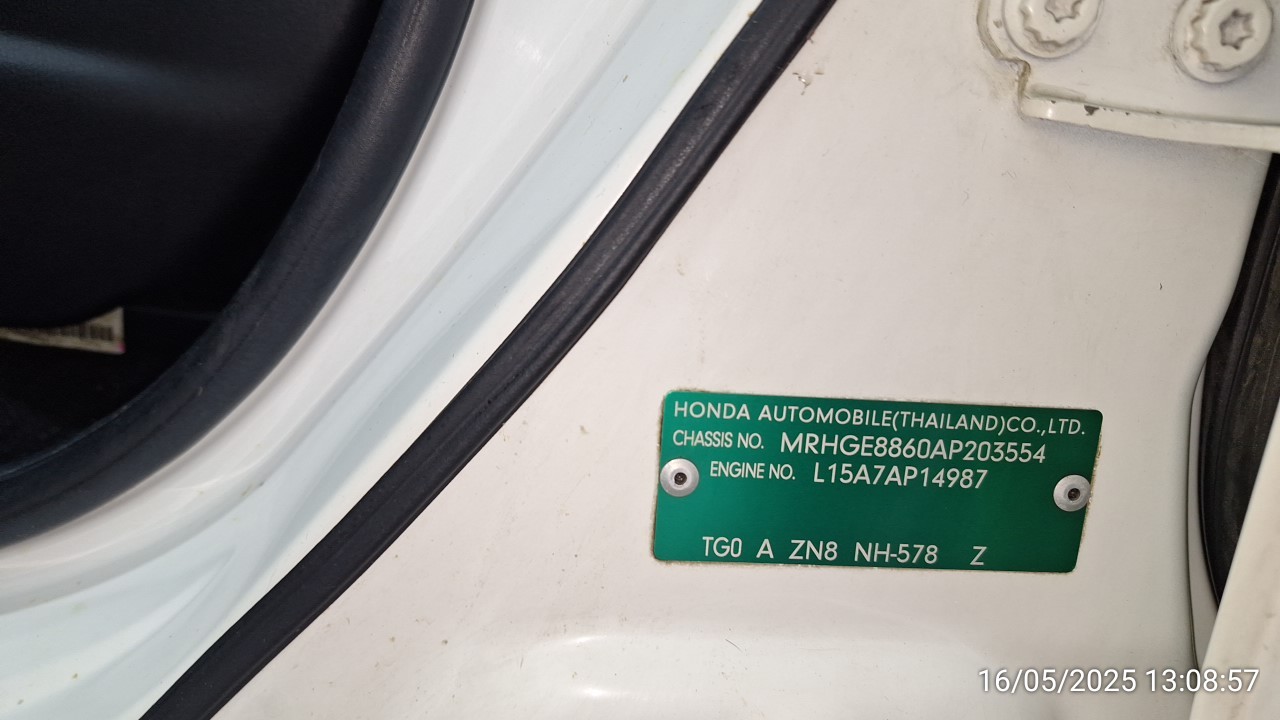 HONDA AUTOMOBILE(THAILAND)CO.,LTD.
CHASSIS NO. MRHGE8860AP203554
ENGINE NO. L15A7AP14987
TG0 A ZN8 NH-578 Z
16/05/2025 13:08:57